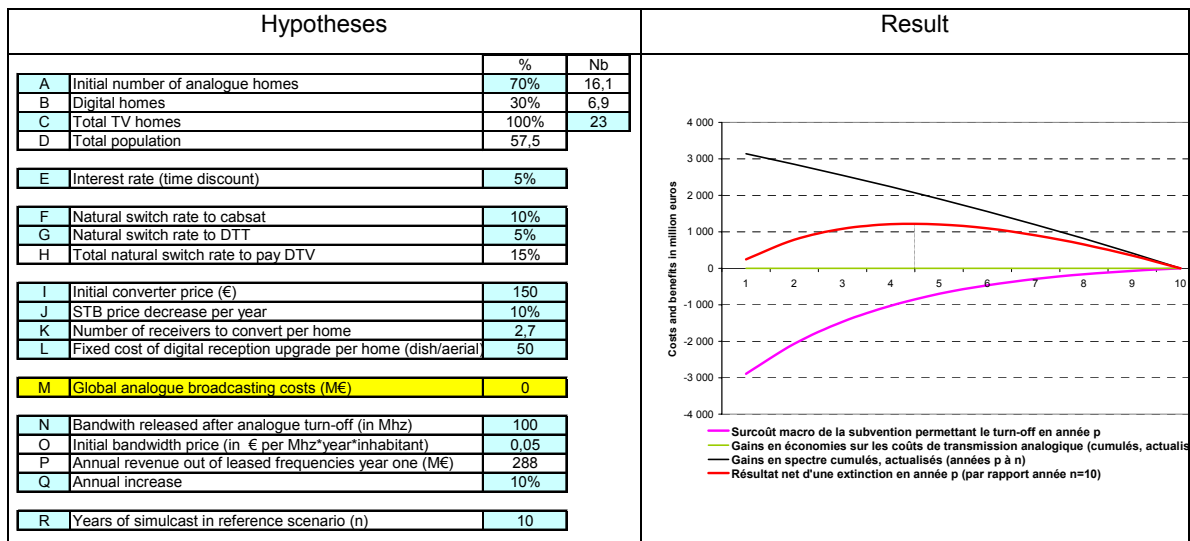 Hypotheses
Result
% Nb
A Initial number of analogue homes 70% 16,1
B Digital homes 30% 6,9
C Total TV homes 100% 23
D Total population 57,5
E Interest rate (time discount) 5%
F Natural switch rate to cabsat 10%
G Natural switch rate to DTT 5%
H Total natural switch rate to pay DTV 15%
I Initial converter price (€) 150
J STB price decrease per year 10%
K Number of receivers to convert per home 2,7
L Fixed cost of digital reception upgrade per home (dish/aerial) 50
M Global analogue broadcasting costs (M€) 0
N Bandwith released after analogue turn-off (in Mhz) 100
O Initial bandwidth price (in € per Mhz*year*inhabitant) 0,05
P Annual revenue out of leased frequencies year one (M€) 288
Q Annual increase 10%
R Years of simulcast in reference scenario (n) 10
Costs and benefits in million euros
4 000
3 000
2 000
1 000
0
-1 000
-2 000
-3 000
-4 000
1 2 3 4 5 6 7 8 9 10
Surcoût macro de la subvention permettant le turn-off en année p
Gains en économies sur les coûts de transmission analogique (cumulés, actualis
Gains en spectre cumulés, actualisés (années p à n)
Résultat net d'une extinction en année p (par rapport année n=10)